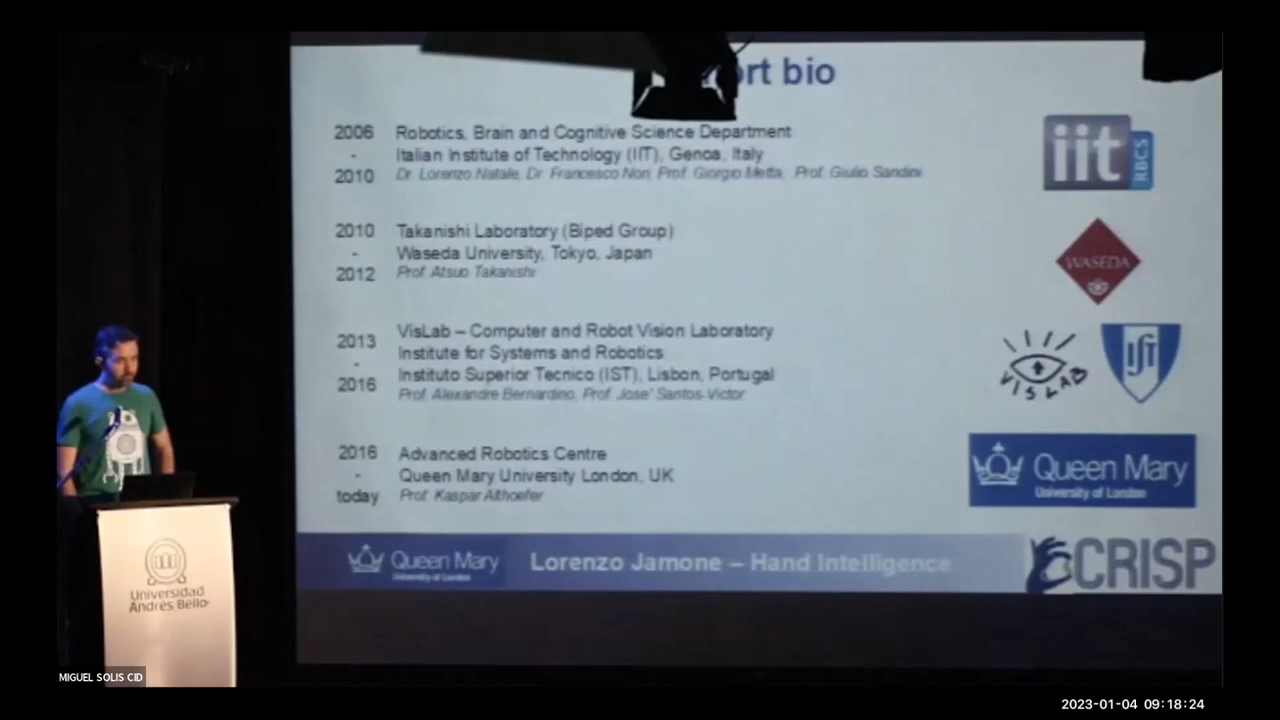 ort bio
2006
-
2010
Robotics, Brain and Cognitive Science Department
Italian Institute of Technology (IIT), Genoa, Italy
Dr. Lorenzo Natale, Dr. Francesco Nori, Prof. Giorgio Metta, Prof. Giulio Sandini
iit
RBCS
2010
-
2012
Takanishi Laboratory (Biped Group)
Waseda University, Tokyo, Japan
Prof. Atsuo Takanishi
WASEDA
2013
-
2016
VisLab – Computer and Robot Vision Laboratory
Institute for Systems and Robotics
Instituto Superior Tecnico (IST), Lisbon, Portugal
Prof. Alexandre Bernardino, Prof. Jose' Santos-Victor
VISLAB
IST
2016
-
today
Advanced Robotics Centre
Queen Mary University London, UK
Prof. Kaspar Althoefer
Queen Mary
University of London
Queen Mary
University of London
Lorenzo Jamone – Hand Intelligence
CRISP
Universidad
Andrés Bello
MIGUEL SOLIS CID
2023-01-04 09:18:24